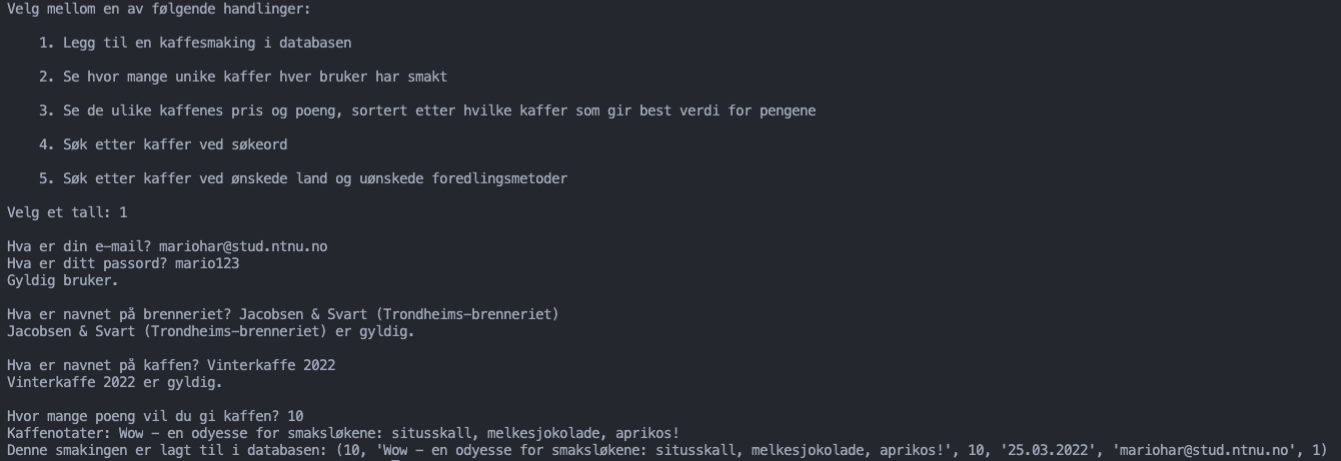 Velg mellom en av følgende handlinger:
1. Legg til en kaffesmaking i databasen
2. Se hvor mange unike kaffer hver bruker har smakt
3. Se de ulike kaffenes pris og poeng, sortert etter hvilke kaffer som gir best verdi for pengene
4. Søk etter kaffer ved søkeord
5. Søk etter kaffer ved ønskede land og uønskede foredlingsmetoder
Velg et tall: 1
Hva er din e-mail? mariohar@stud.ntnu.no
Hva er ditt passord? mario123
Gyldig bruker.
Hva er navnet på brenneriet? Jacobsen & Svart (Trondheims-brenneriet)
Jacobsen & Svart (Trondheims-brenneriet) er gyldig.
Hva er navnet på kaffen? Vinterkaffe 2022
Vinterkaffe 2022 er gyldig.
Hvor mange poeng vil du gi kaffen? 10
Kaffenotater: Wow – en odyesse for smaksløkene: situsskall, melkesjokolade, aprikos!
Denne smakingen er lagt til i databasen: (10, 'Wow – en odyesse for smaksløkene: situsskall, melkesjokolade, aprikos!', 10, '25.03.2022', 'mariohar@stud.ntnu.no', 1)